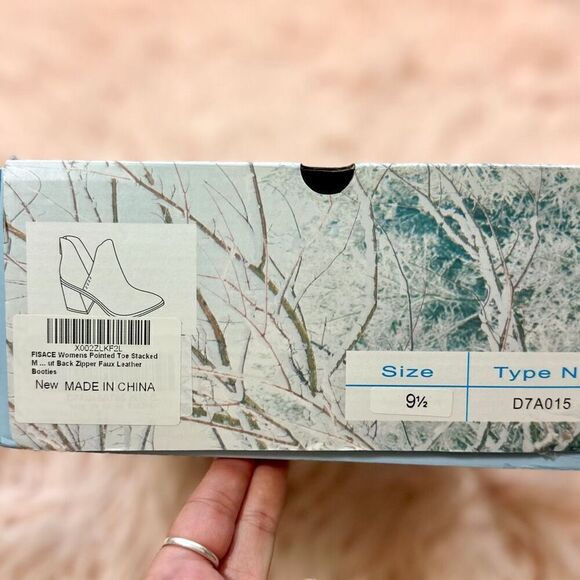 X002ZLKF2L
FISACE Womens Pointed Toe Stacked
M ... ut Back Zipper Faux Leather
Booties
New MADE IN CHINA
Size Type N
9½ D7A015